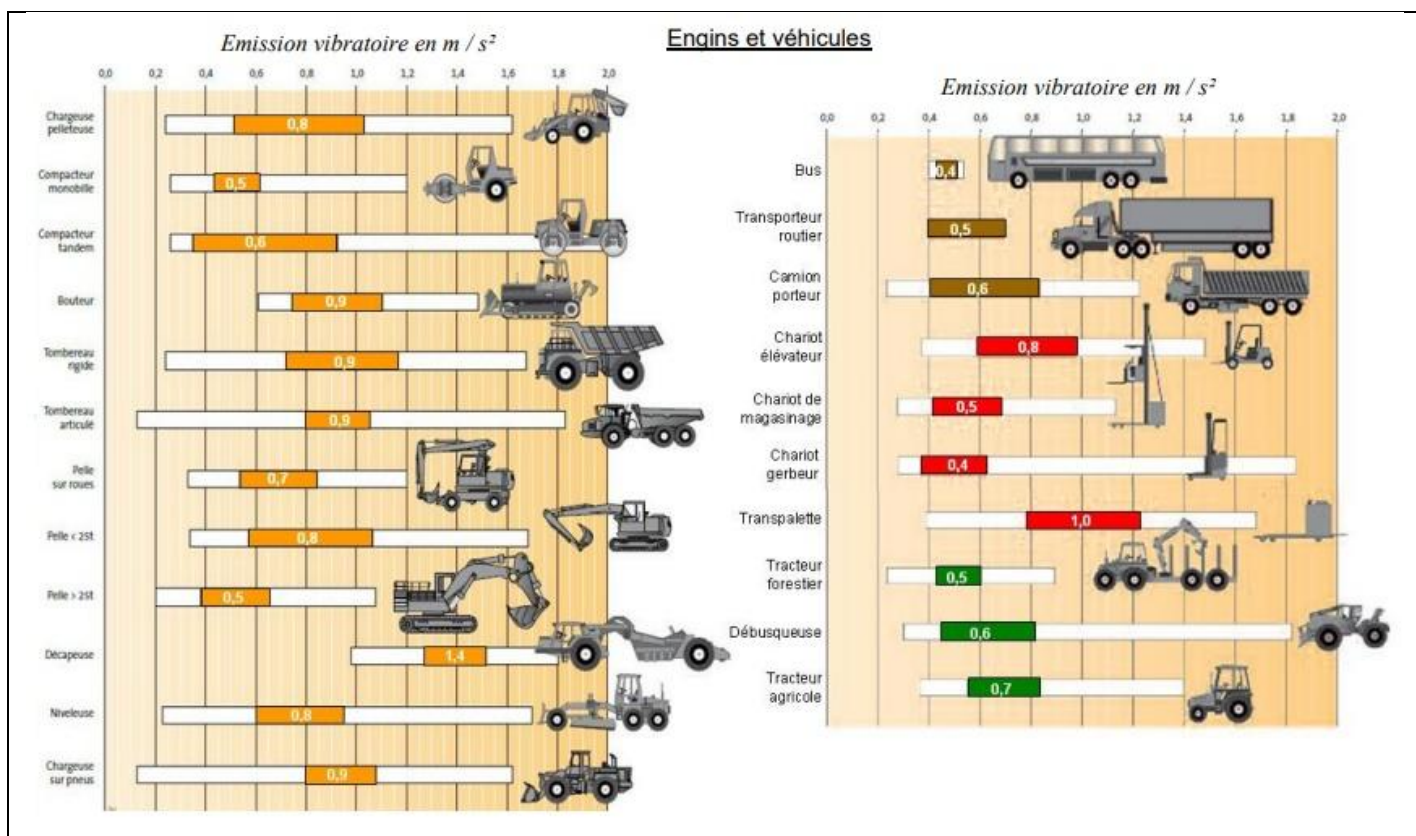 Engins et véhicules
Emission vibratoire en m / s²
0,0 0,2 0,4 0,6 0,8 1,0 1,2 1,4 1,6 1,8 2,0
Chargeuse
pelleteuse
0,8
Compacteur
monobille
0,5
Compacteur
tandem
0,6
Bouteur
0,9
Tombereau
rigide
0,9
Tombereau
articulé
0,9
Pelle
sur roues
0,7
Pelle < 25t
0,8
Pelle > 25t
0,5
Décapeuse
1,4
Niveleuse
0,8
Chargeuse
sur pneus
0,9
Emission vibratoire en m / s²
0,0 0,2 0,4 0,6 0,8 1,0 1,2 1,4 1,6 1,8 2,0
Bus
0,4
Transporteur
routier
0,5
Camion
porteur
0,6
Chariot
élévateur
0,8
Chariot de
magasinage
0,5
Chariot
gerbeur
0,4
Transpalette
1,0
Tracteur
forestier
0,5
Débusqueuse
0,6
Tracteur
agricole
0,7